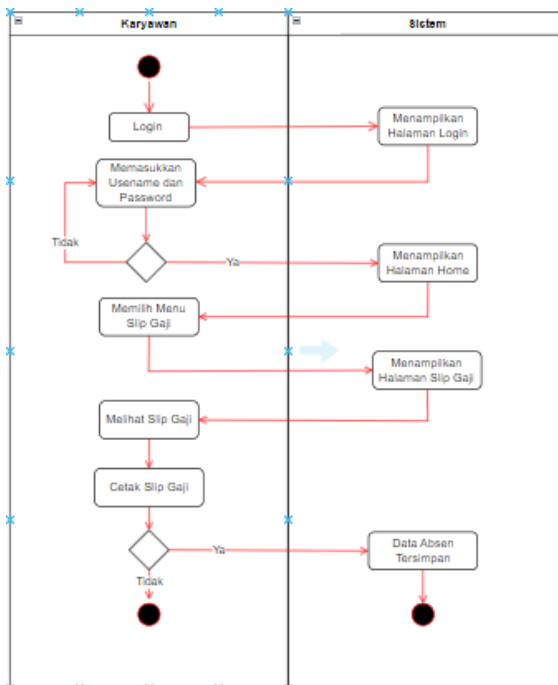 Karyawan
Sistem
Login
Menampilkan
Halaman Login
Memasukkan
Usename dan
Password
Tidak
Ya
Menampilkan
Halaman Home
Memilih Menu
Slip Gaji
Menampilkan
Halaman Slip Gaji
Melihat Slip Gaji
Cetak Slip Gaji
Ya
Data Absen
Tersimpan
Tidak